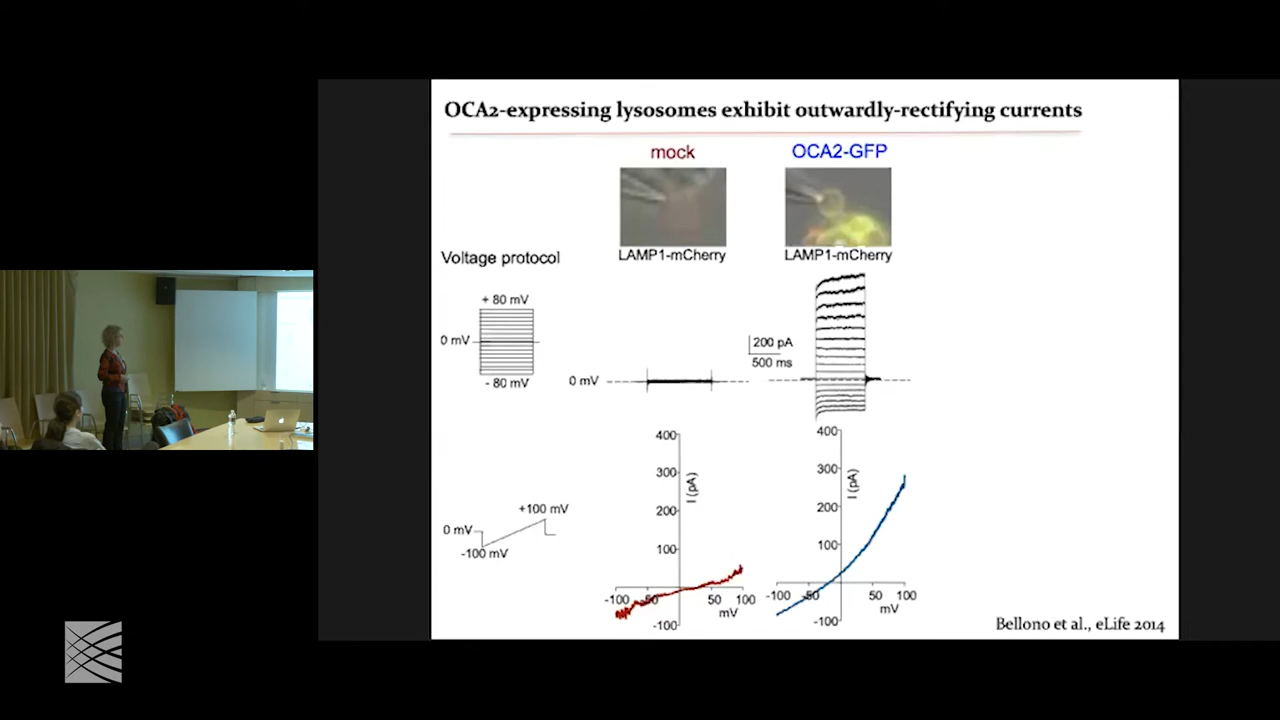 OCA2-expressing lysosomes exhibit outwardly-rectifying currents
mock
OCA2-GFP
LAMP1-mCherry
LAMP1-mCherry
Voltage protocol
+ 80 mV
0 mV
- 80 mV
0 mV
200 pA
500 ms
400
300
200
100
-100
I (pA)
-100 -50 50 100
mV
400
300
200
100
-100
I (pA)
-100 -50 50 100
mV
+100 mV
0 mV
-100 mV
Bellono et al., eLife 2014